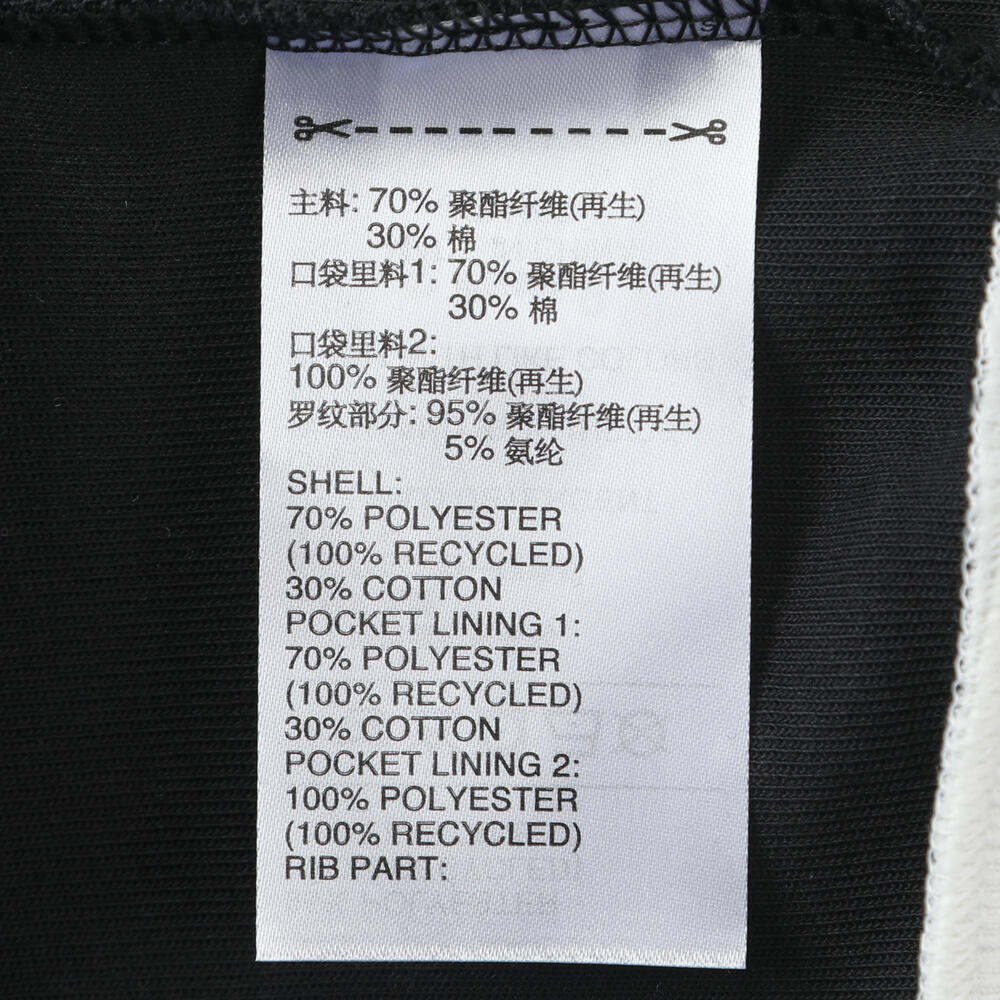 主料: 70% 聚酯纤维(再生)
30% 棉
口袋里料1: 70% 聚酯纤维(再生)
30% 棉
口袋里料2:
100% 聚酯纤维(再生)
罗纹部分: 95% 聚酯纤维(再生)
5% 氨纶
SHELL:
70% POLYESTER
(100% RECYCLED)
30% COTTON
POCKET LINING 1:
70% POLYESTER
(100% RECYCLED)
30% COTTON
POCKET LINING 2:
100% POLYESTER
(100% RECYCLED)
RIB PART: